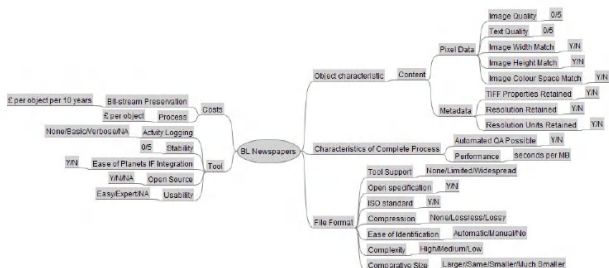 Image Quality 0/5
Text Quality 0/5
Pixel Data
Image Width Match Y/N
Image Height Match Y/N
Image Colour Space Match Y/N
Object characteristic
Content
TIFF Properties Retained Y/N
Metadata
Resolution Retained Y/N
Resolution Units Retained Y/N
£ per object per 10 years Bit-stream Preservation
Costs
£ per object Process
None/Basic/Verbose/NA Activity Logging
0/5 Stability
Tool
Y/N Ease of Planets IF Integration
Y/N/NA Open Source
Easy/Expert/NA Usability
BL Newspapers
Characteristics of Complete Process
Automated QA Possible Y/N
Performance seconds per MB
File Format
Tool Support None/Limited/Widespread
Open specification Y/N
ISO standard Y/N
Compression None/Lossless/Lossy
Ease of Identification Automatic/Manual/No
Complexity High/Medium/Low
Comparative Size Larger/Same/Smaller/Much Smaller